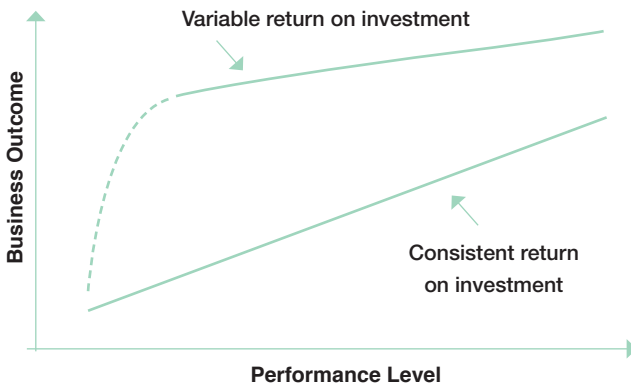 Variable return on investment
Business Outcome
Consistent return
on investment
Performance Level